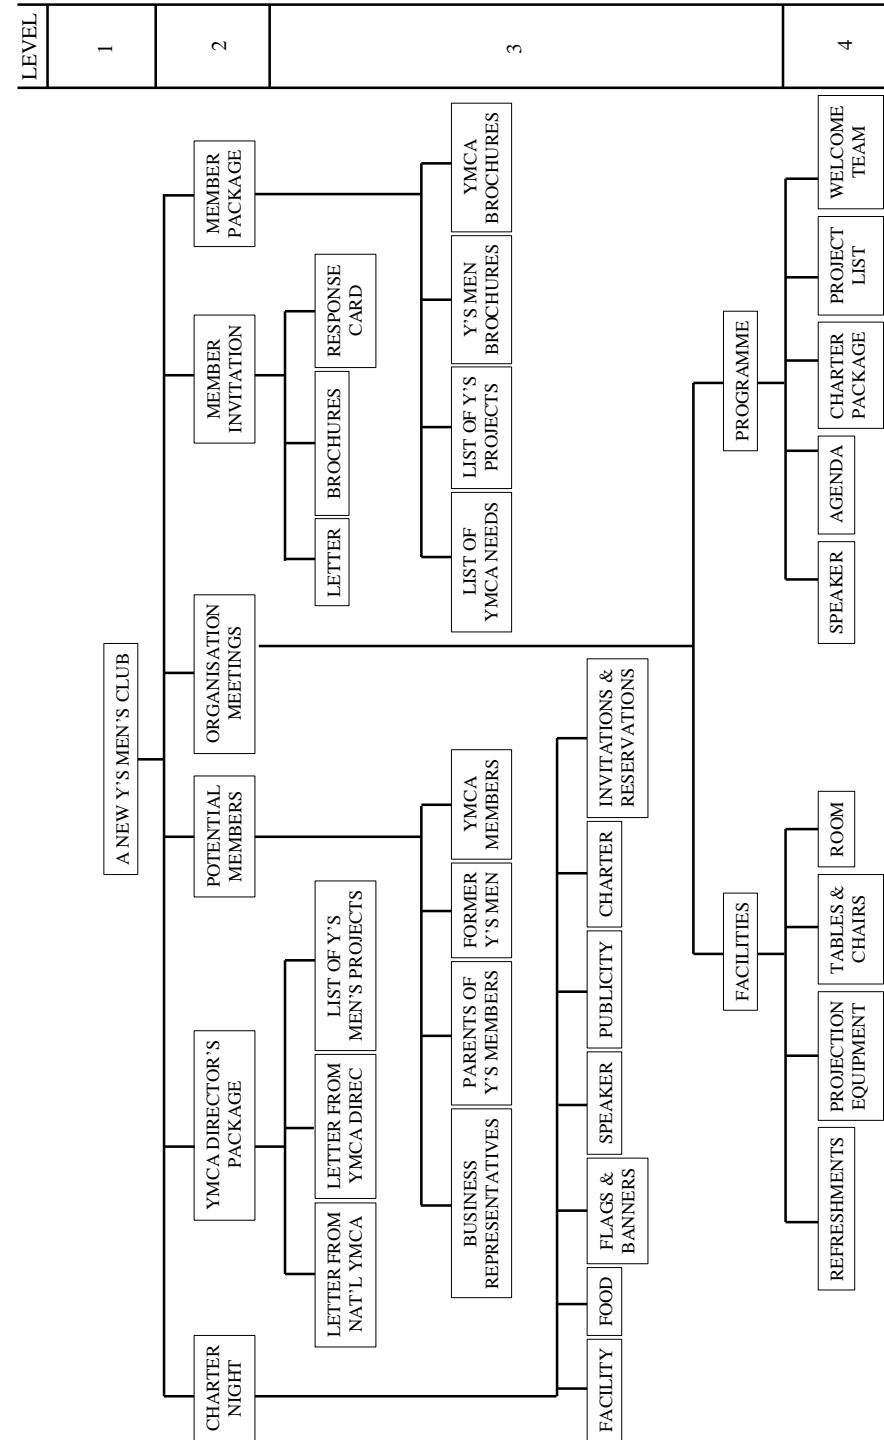 LEVEL
1
2
3
4
A NEW Y'S MEN'S CLUB
CHARTER
NIGHT
YMCA DIRECTOR'S
PACKAGE
POTENTIAL
MEMBERS
ORGANISATION
MEETINGS
MEMBER
INVITATION
MEMBER
PACKAGE
LETTER FROM
NAT'L YMCA
LETTER FROM
YMCA DIREC
LIST OF Y'S
MEN'S PROJECTS
LETTER
BROCHURES
RESPONSE
CARD
BUSINESS
REPRESENTATIVES
PARENTS OF
Y'S MEMBERS
FORMER
Y'S MEN
YMCA
MEMBERS
LIST OF
YMCA NEEDS
LIST OF Y'S
PROJECTS
Y'S MEN
BROCHURES
YMCA
BROCHURES
FACILITY
FOOD
FLAGS &
BANNERS
SPEAKER
PUBLICITY
CHARTER
INVITATIONS &
RESERVATIONS
FACILITIES
PROGRAMME
REFRESHMENTS
PROJECTION
EQUIPMENT
TABLES &
CHAIRS
ROOM
SPEAKER
AGENDA
CHARTER
PACKAGE
PROJECT
LIST
WELCOME
TEAM